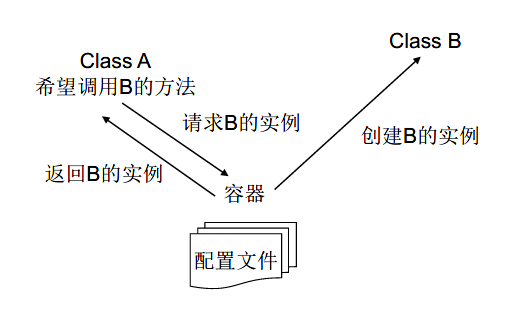 Class B
Class A
希望调用B的方法
请求B的实例
创建B的实例
返回B的实例
容器
配置文件